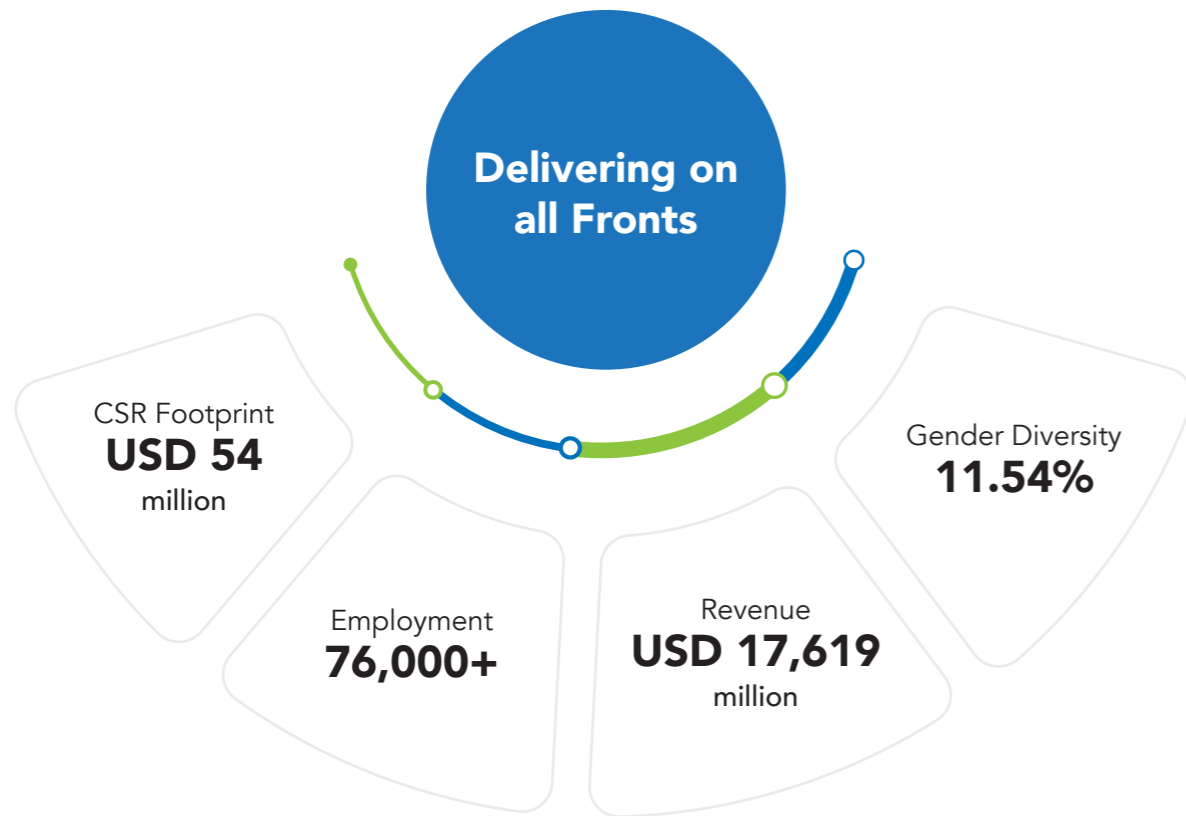 Delivering on
all Fronts
CSR Footprint
USD 54
million
Employment
76,000+
Revenue
USD 17,619
million
Gender Diversity
11.54%